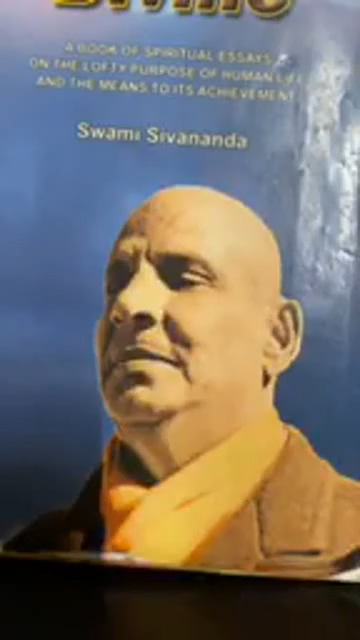 A BOOK OF SPIRITUAL ESSAYS
ON THE LOFTY PURPOSE OF HUMAN LIFE
AND THE MEANS TO ITS ACHIEVEMENT
Swami Sivananda